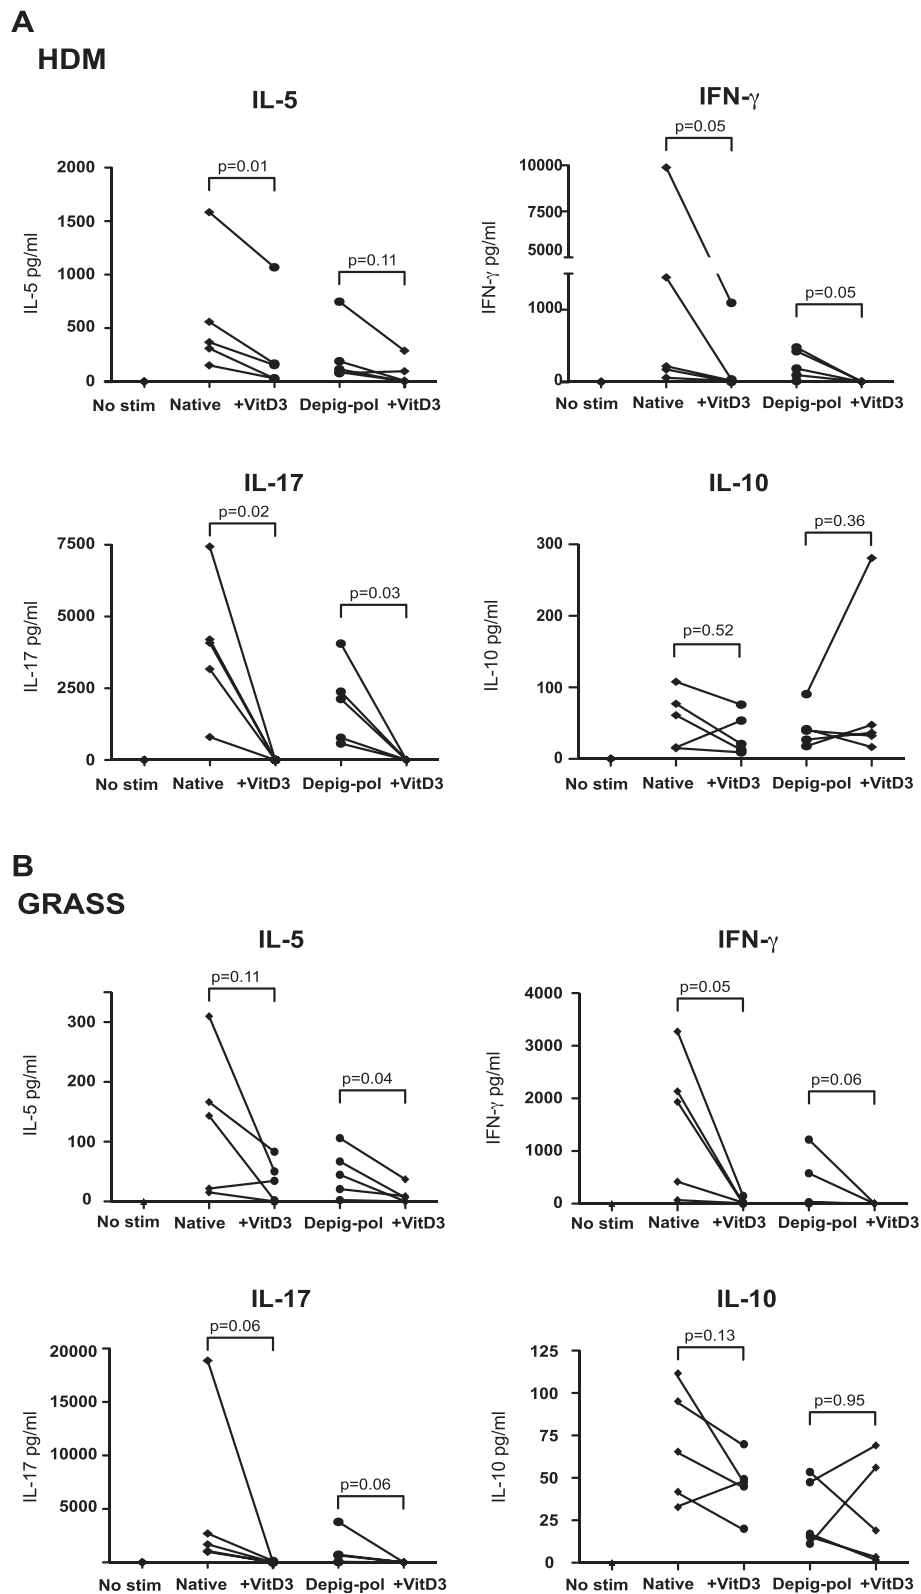 A
HDM
IL-5
p=0.01
p=0.11
2000
1500
1000
500
0
IL-5 pg/ml
No stim Native +VitD3 Depig-pol +VitD3
IFN-γ
p=0.05
p=0.05
10000
7500
5000
1000
0
IFN-γ pg/ml
No stim Native +VitD3 Depig-pol +VitD3
IL-17
p=0.02
p=0.03
7500
5000
2500
0
IL-17 pg/ml
No stim Native +VitD3 Depig-pol +VitD3
IL-10
p=0.36
p=0.52
300
200
100
0
IL-10 pg/ml
No stim Native +VitD3 Depig-pol +VitD3
B
GRASS
IL-5
p=0.11
p=0.04
300
200
100
0
IL-5 pg/ml
No stim Native +VitD3 Depig-pol +VitD3
IFN-γ
p=0.05
p=0.06
4000
3000
2000
1000
0
IFN-γ pg/ml
No stim Native +VitD3 Depig-pol +VitD3
IL-17
p=0.06
p=0.06
20000
15000
10000
5000
IL-17 pg/ml
No stim Native +VitD3 Depig-pol +VitD3
IL-10
p=0.13
p=0.95
125
100
75
50
25
0
IL-10 pg/ml
No stim Native +VitD3 Depig-pol +VitD3